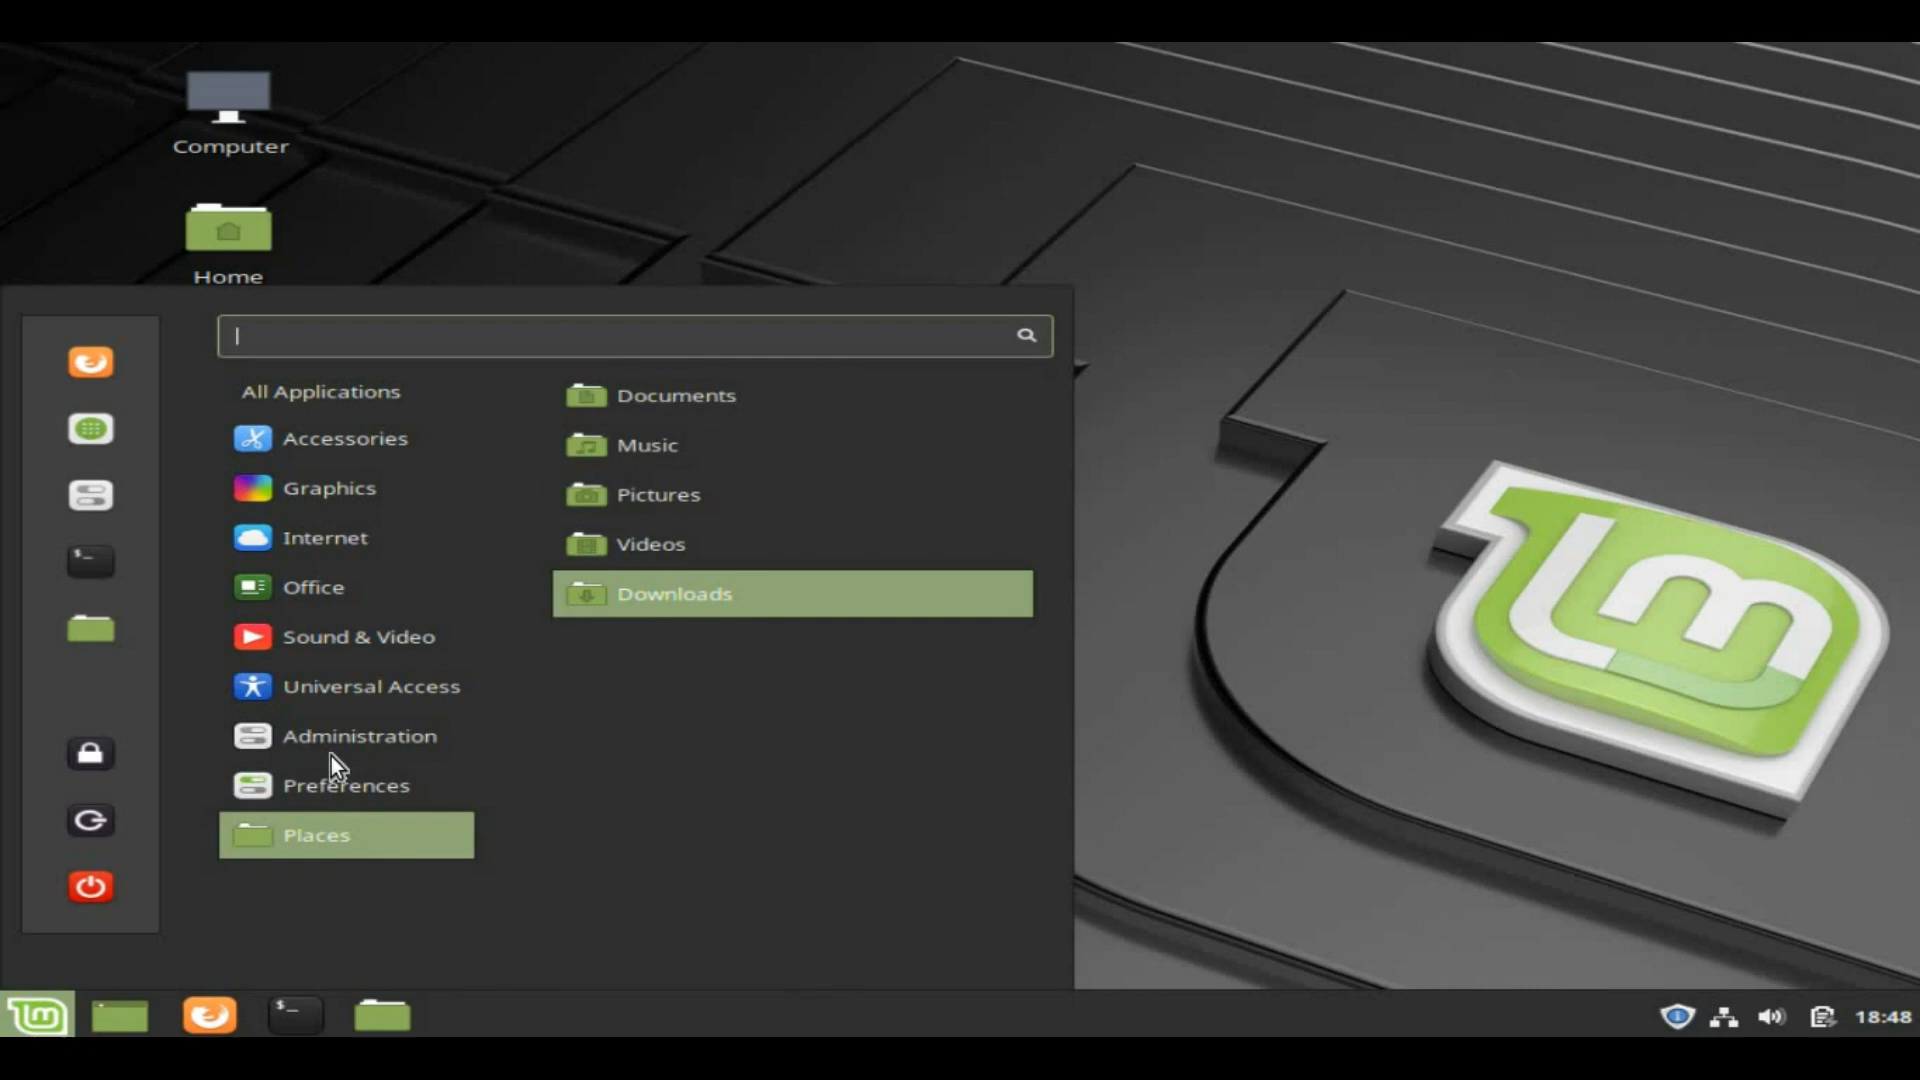 Computer
Home
All Applications
Accessories
Graphics
Internet
Office
Sound & Video
Universal Access
Administration
Preferences
Places
Documents
Music
Pictures
Videos
Downloads
$_
lm
$_
18:48